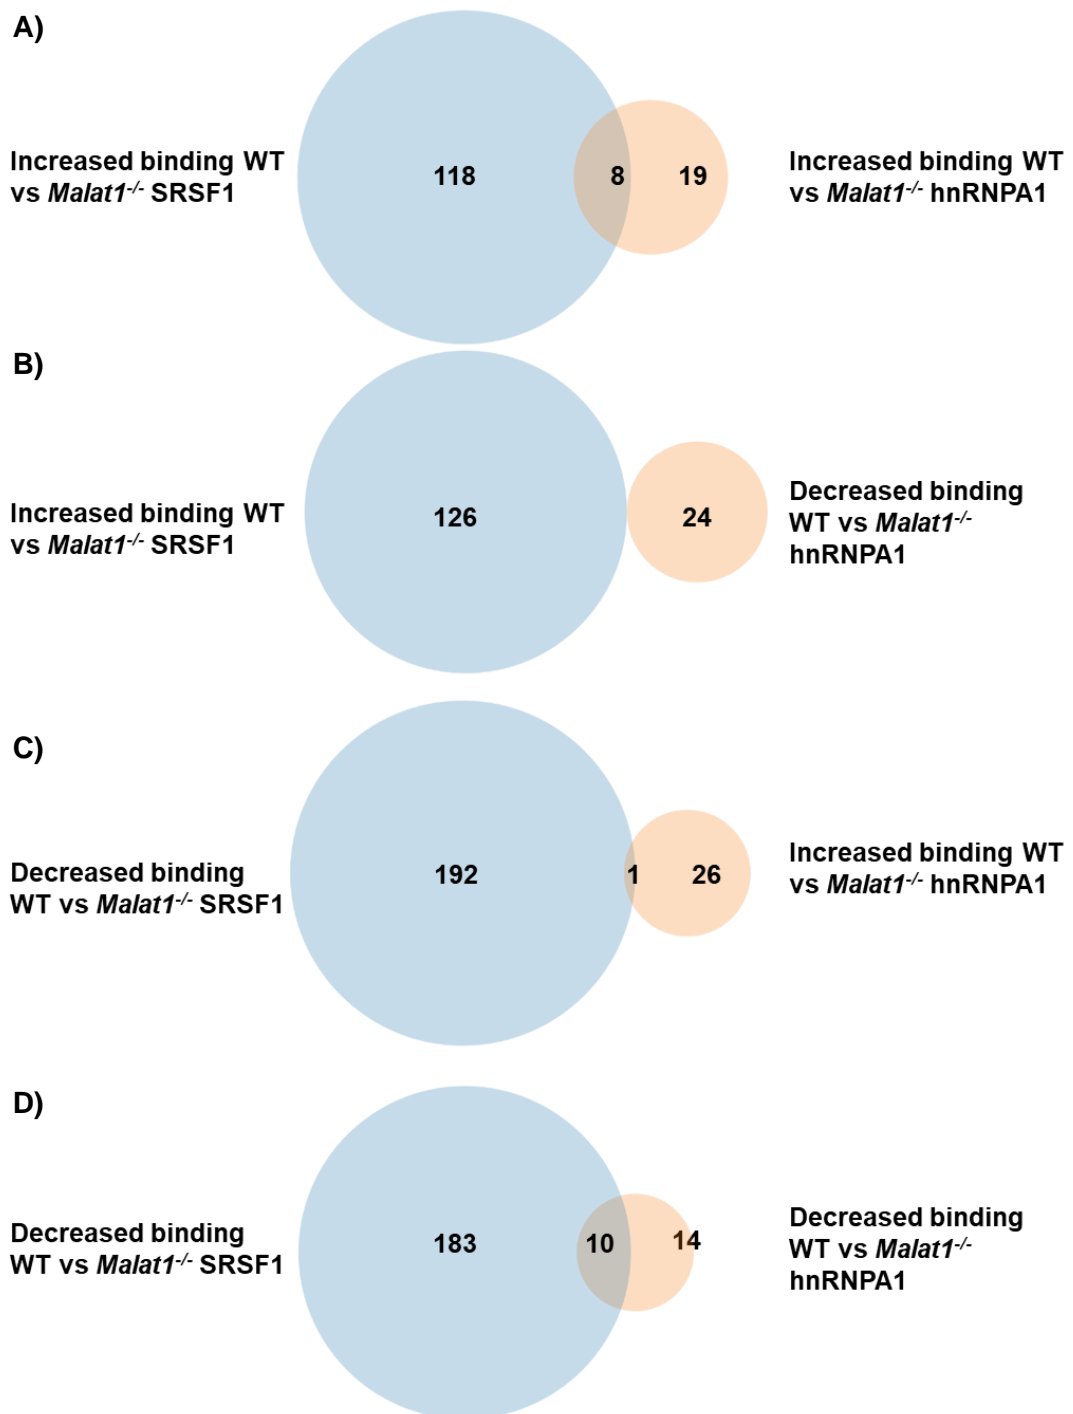 A)
Increased binding WT
vs Malat1-/- SRSF1
118
8
19
Increased binding WT
vs Malat1-/- hnRNPA1
B)
Increased binding WT
vs Malat1-/- SRSF1
126
24
Decreased binding
WT vs Malat1-/-
hnRNPA1
C)
Decreased binding
WT vs Malat1-/- SRSF1
192
1
26
Increased binding WT
vs Malat1-/- hnRNPA1
D)
Decreased binding
WT vs Malat1-/- SRSF1
183
10
14
Decreased binding
WT vs Malat1-/-
hnRNPA1